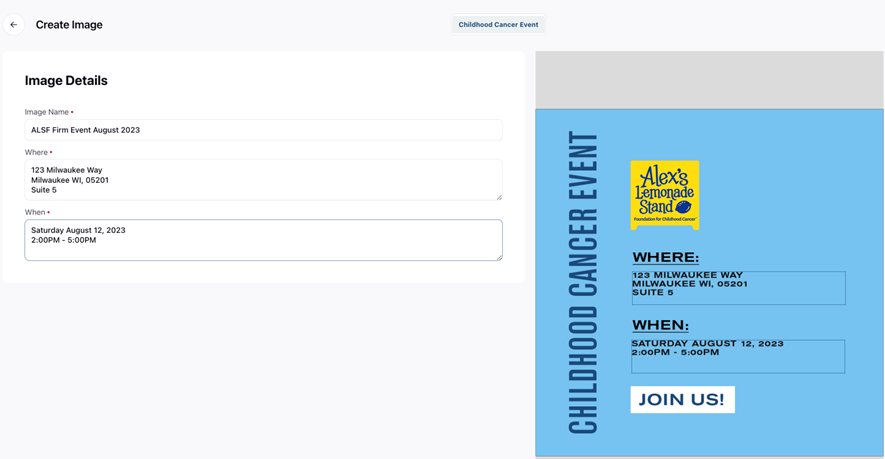 Create Image
Childhood Cancer Event
Image Details
Image Name •
ALSF Firm Event August 2023
Where •
123 Milwaukee Way
Milwaukee WI, 05201
Suite 5
When •
Saturday August 12, 2023
2:00PM - 5:00PM
CHILDHOOD CANCER EVENT
Alex's
Lemonade
Stand
Foundation for Childhood Cancer™
WHERE:
123 MILWAUKEE WAY
MILWAUKEE WI, 05201
SUITE 5
WHEN:
SATURDAY AUGUST 12, 2023
2:00PM - 5:00PM
JOIN US!